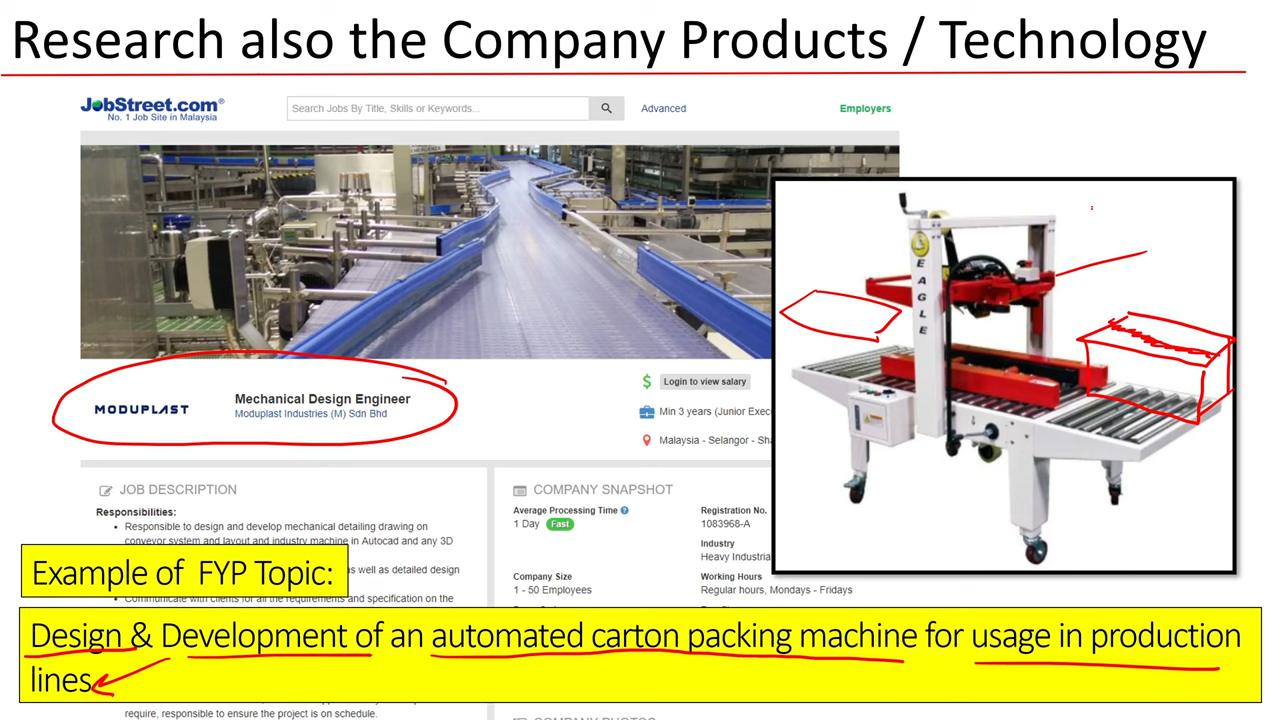 Research also the Company Products / Technology
JobStreet.com®
No. 1 Job Site in Malaysia
Search Jobs By Title, Skills or Keywords...
Advanced
Employers
EAGLE
MODUPLAST
Mechanical Design Engineer
Moduplast Industries (M) Sdn Bhd
$ Login to view salary
Min 3 years (Junior Exec
Malaysia - Selangor - Sha
JOB DESCRIPTION
Responsibilities:
• Responsible to design and develop mechanical detailing drawing on
conveyor system and layout and industry machine in Autocad and any 3D
as well as detailed design
Communicate with clients for all the requirements and specification on the
require, responsible to ensure the project is on schedule.
COMPANY SNAPSHOT
Average Processing Time ?
1 Day Fast
Registration No.
1083968-A
Industry
Heavy Industria
Company Size
1 - 50 Employees
Working Hours
Regular hours, Mondays - Fridays
COMPANY PHOTOS
Example of FYP Topic:
Design & Development of an automated carton packing machine for usage in production
lines